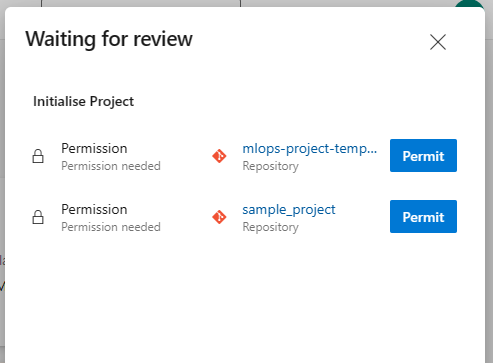 Waiting for review
Initialise Project
Permission
Permission needed
mlops-project-temp...
Repository
Permit
Permission
Permission needed
sample_project
Repository
Permit